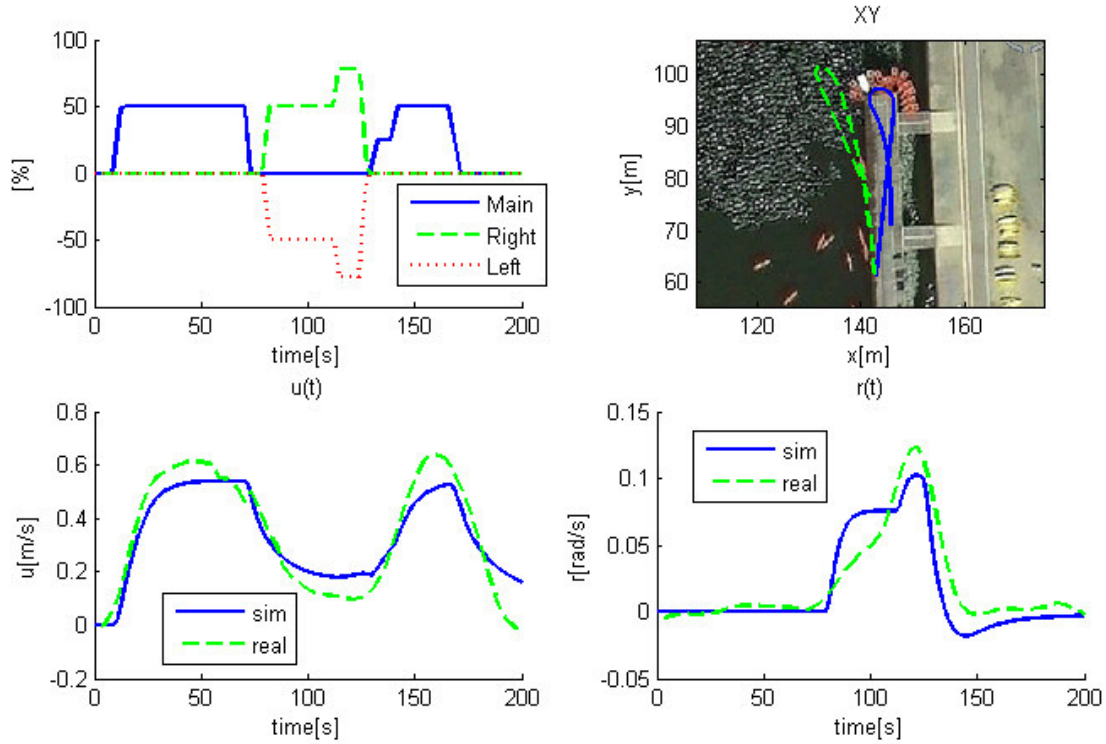 100
50
0
-50
-100
[%]
0 50 100 150 200
time[s]
Main
Right
Left
XY
100
90
80
70
60
y[m]
120 140 160
x[m]
u(t)
0.8
0.6
0.4
0.2
0
-0.2
u[m/s]
0 50 100 150 200
time[s]
sim
real
r(t)
0.15
0.1
0.05
0
-0.05
r[rad/s]
0 50 100 150 200
time[s]
sim
real